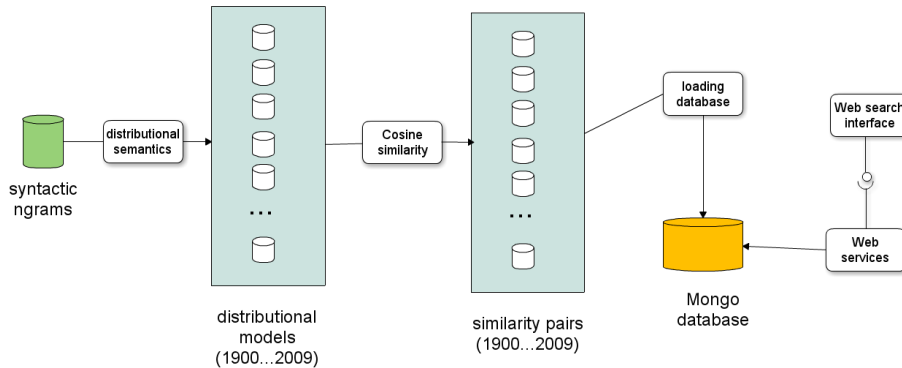 syntactic
ngrams
distributional
semantics
...
distributional
models
(1900...2009)
Cosine
similarity
...
similarity pairs
(1900...2009)
loading
database
Mongo
database
Web search
interface
Web
services